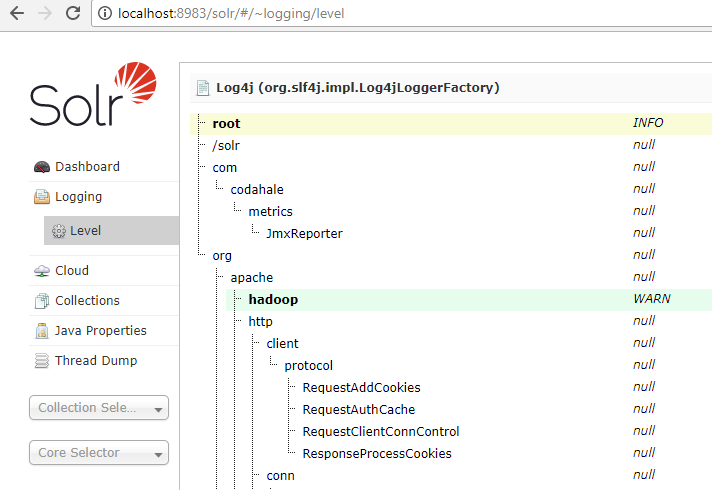 localhost:8983/solr/#/~logging/level
Solr
Dashboard
Logging
Level
Cloud
Collections
Java Properties
Thread Dump
Collection Sele...
Core Selector
Log4j (org.slf4j.impl.Log4jLoggerFactory)
root INFO
/solr null
com null
codahale null
metrics null
JmxReporter null
org null
apache null
hadoop WARN
http null
client null
protocol null
RequestAddCookies null
RequestAuthCache null
RequestClientConnControl null
ResponseProcessCookies null
conn null